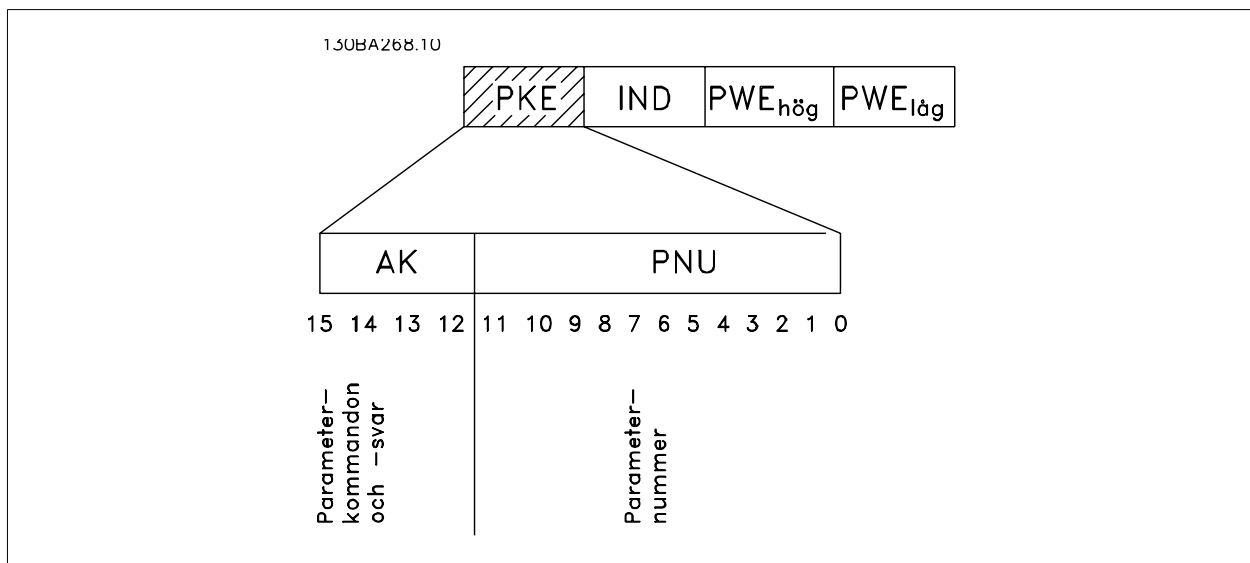 130BA268.10
PKE IND PWEhög PWElåg
AK PNU
15 14 13 12 11 10 9 8 7 6 5 4 3 2 1 0
Parameter-
kommandon
och -svar
Parameter-
nummer